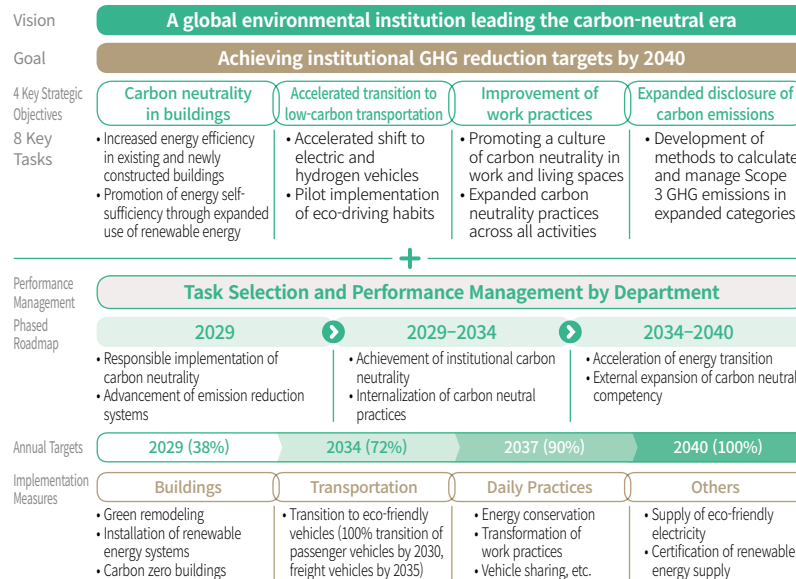 Vision
A global environmental institution leading the carbon-neutral era
Goal
Achieving institutional GHG reduction targets by 2040
4 Key Strategic
Objectives
Carbon neutrality
in buildings
Accelerated transition to
low-carbon transportation
Improvement of
work practices
Expanded disclosure of
carbon emissions
8 Key
Tasks
• Increased energy efficiency
in existing and newly
constructed buildings
• Promotion of energy self-
sufficiency through expanded
use of renewable energy
• Accelerated shift to
electric and
hydrogen vehicles
• Pilot implementation
of eco-driving habits
• Promoting a culture
of carbon neutrality in
work and living spaces
• Expanded carbon
neutrality practices
across all activities
• Development of
methods to calculate
and manage Scope
3 GHG emissions in
expanded categories
+
Performance
Management
Task Selection and Performance Management by Department
Phased
Roadmap
2029
2029–2034
2034–2040
• Responsible implementation of
carbon neutrality
• Advancement of emission reduction
systems
• Achievement of institutional carbon
neutrality
• Internalization of carbon neutral
practices
• Acceleration of energy transition
• External expansion of carbon neutral
competency
Annual Targets
2029 (38%)
2034 (72%)
2037 (90%)
2040 (100%)
Implementation
Measures
Buildings
Transportation
Daily Practices
Others
• Green remodeling
• Installation of renewable
energy systems
• Carbon zero buildings
• Transition to eco-friendly
vehicles (100% transition of
passenger vehicles by 2030,
freight vehicles by 2035)
• Energy conservation
• Transformation of
work practices
• Vehicle sharing, etc.
• Supply of eco-friendly
electricity
• Certification of renewable
energy supply